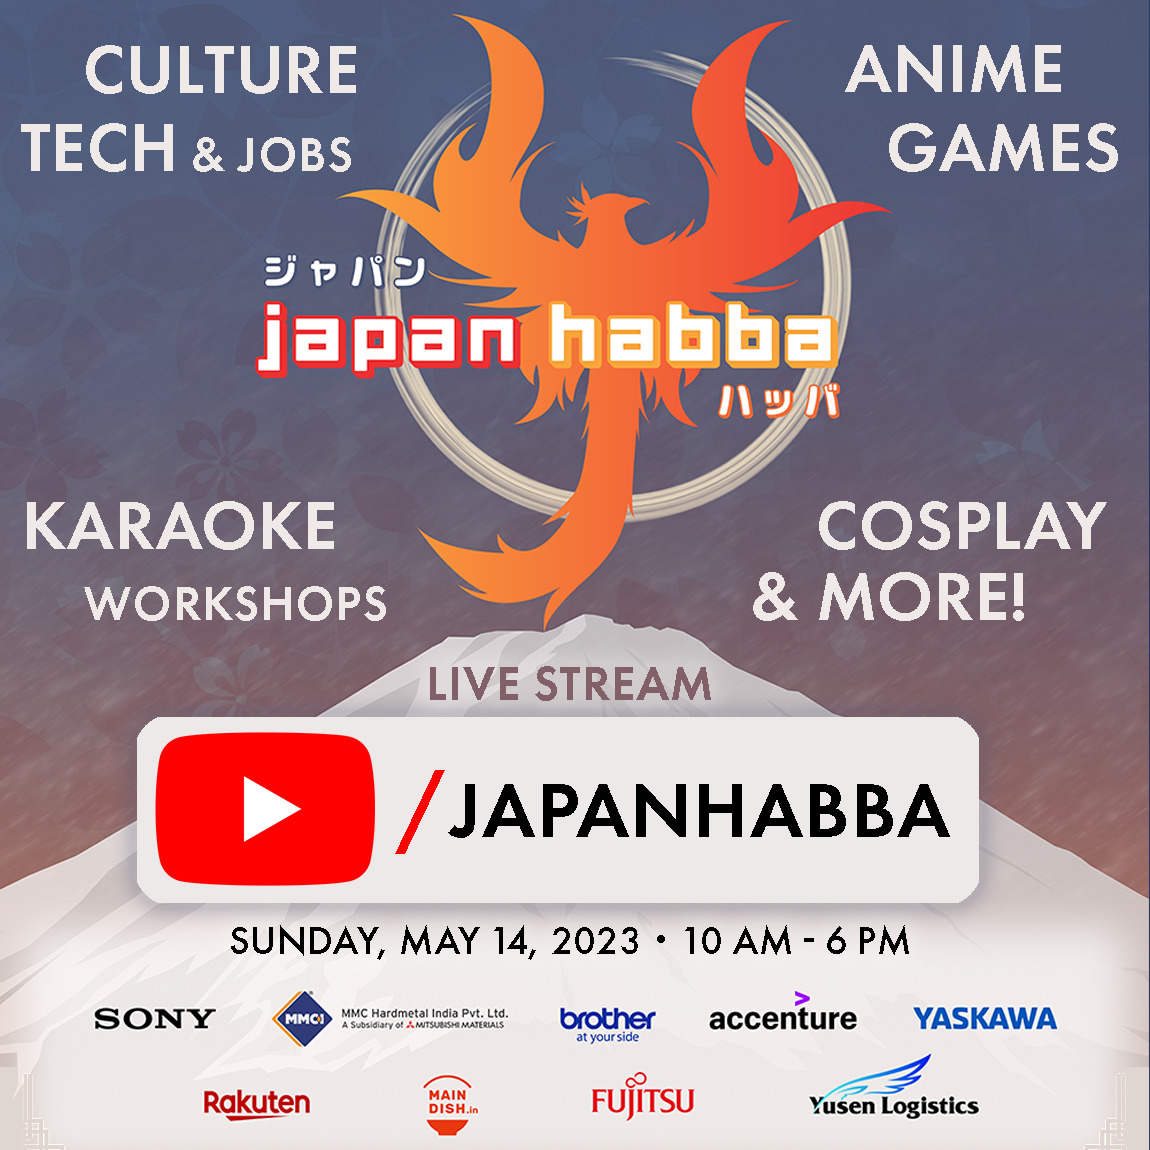 CULTURE
TECH & JOBS
ANIME
GAMES
ジャパン
japan habba
ハッバ
KARAOKE
WORKSHOPS
COSPLAY
& MORE!
LIVE STREAM
/JAPANHABBA
SUNDAY, MAY 14, 2023 • 10 AM - 6 PM
SONY
MMCI
MMC Hardmetal India Pvt. Ltd.
A Subsidiary of MITSUBISHI MATERIALS
brother
at your side
accenture
YASKAWA
Rakuten
MAIN
DISH.in
FUJITSU
Yusen Logistics